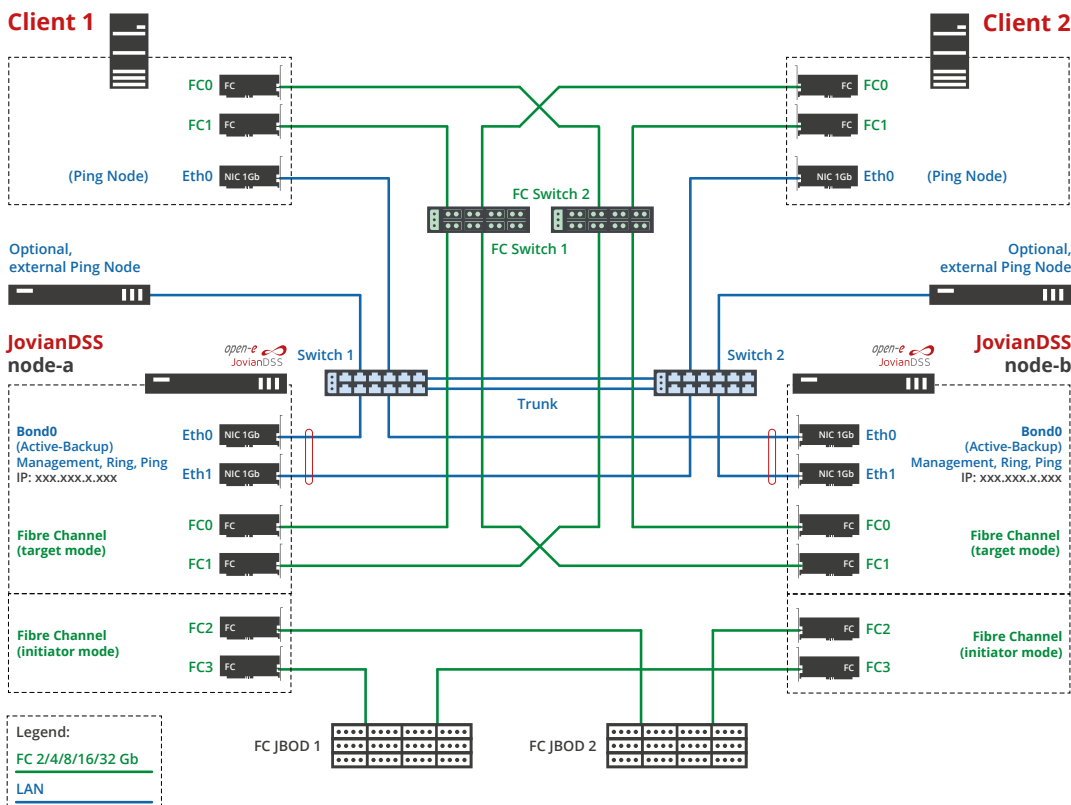 Client 1
Client 2
FC0
FC
FC
FC0
FC1
FC
FC
FC1
(Ping Node)
Eth0
NIC 1Gb
NIC 1Gb
Eth0
(Ping Node)
FC Switch 2
FC Switch 1
Optional,
external Ping Node
Optional,
external Ping Node
JovianDSS
node-a
open-e
JovianDSS
Switch 1
Switch 2
open-e
JovianDSS
JovianDSS
node-b
Trunk
Bond0
(Active-Backup)
Management, Ring, Ping
IP: xxx.xxx.x.xxx
Eth0
NIC 1Gb
Eth1
NIC 1Gb
NIC 1Gb
Eth0
NIC 1Gb
Eth1
Bond0
(Active-Backup)
Management, Ring, Ping
IP: xxx.xxx.x.xxx
Fibre Channel
(target mode)
FC0
FC
FC1
FC
FC
FC0
FC
FC1
Fibre Channel
(target mode)
Fibre Channel
(initiator mode)
FC2
FC
FC3
FC
FC
FC2
FC
FC3
Fibre Channel
(initiator mode)
FC JBOD 1
FC JBOD 2
Legend:
FC 2/4/8/16/32 Gb
LAN